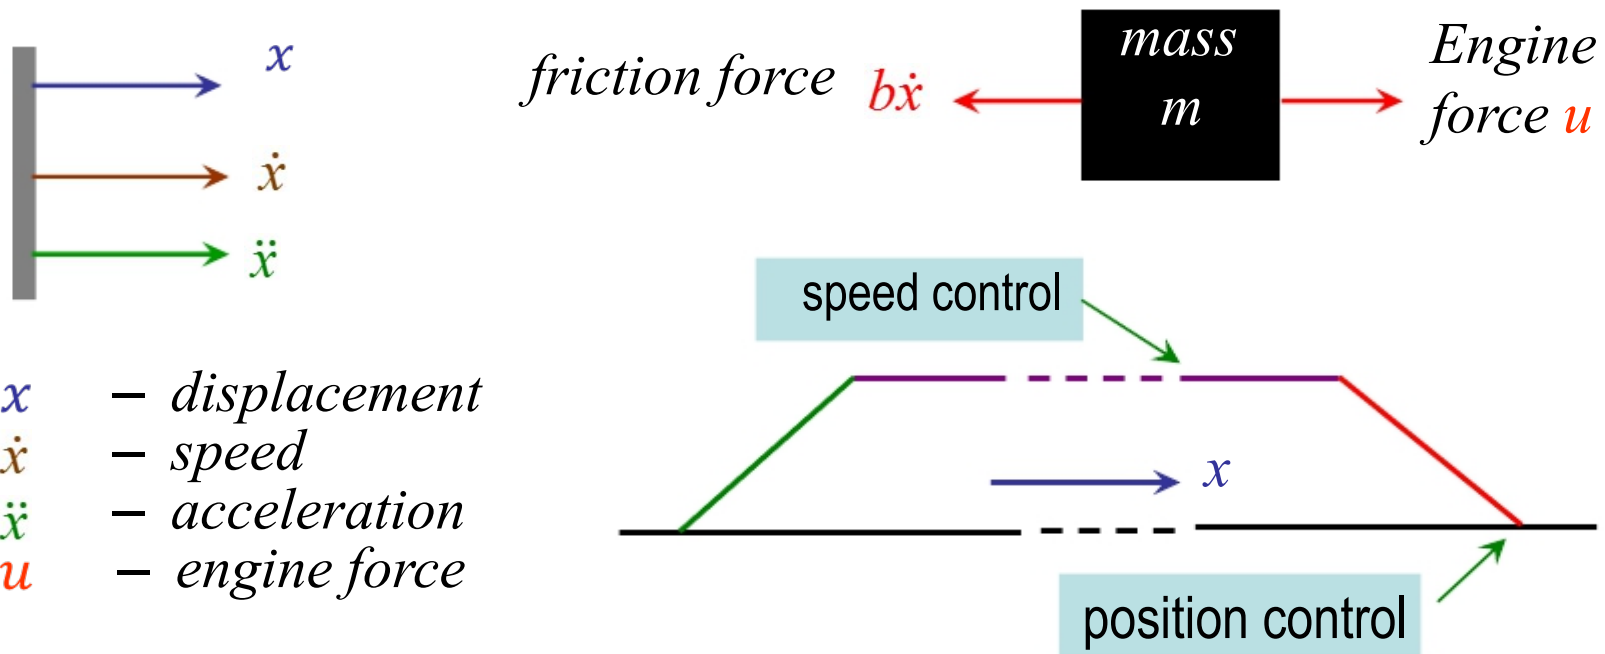 x
ẋ
ẍ
friction force bẋ
mass
m
Engine
force u
speed control
x – displacement
ẋ – speed
ẍ – acceleration
u – engine force
x
position control